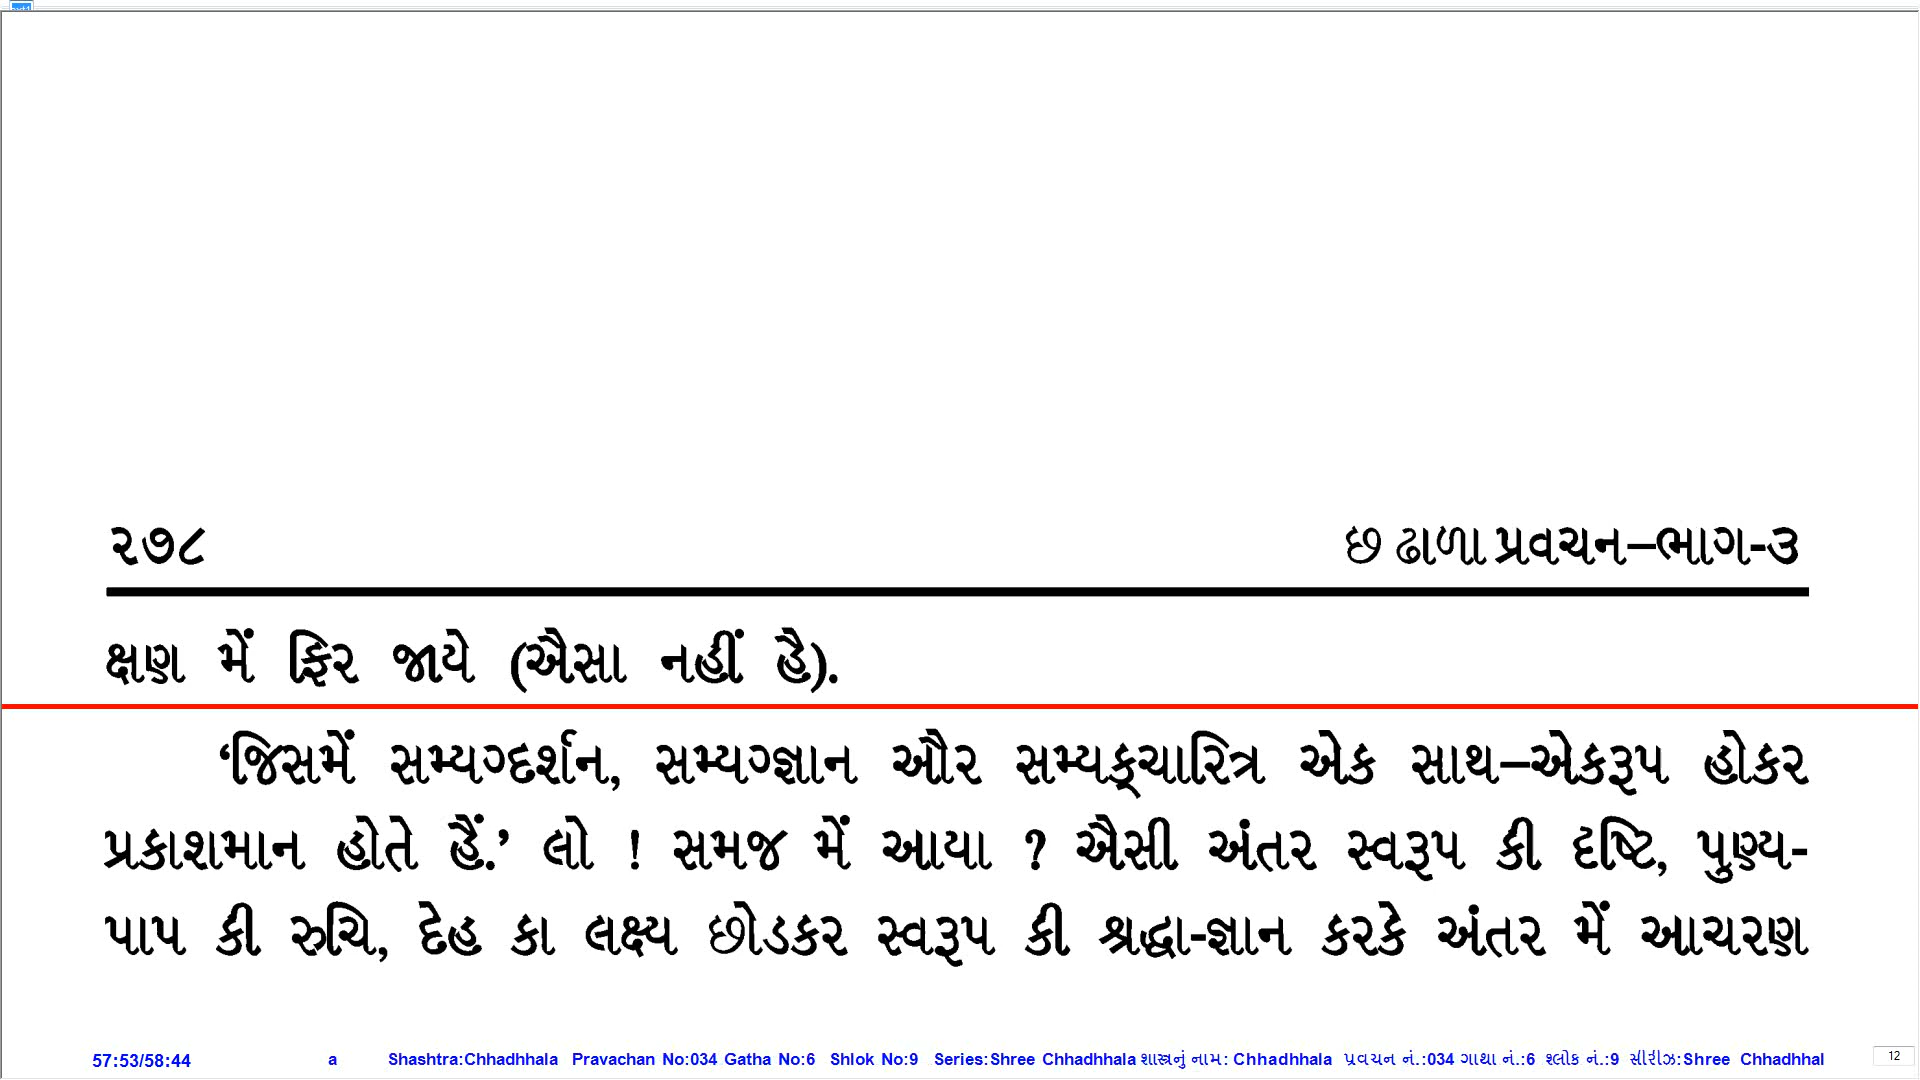 ૨૭૮ છ ઢાળા પ્રવચન–ભાગ-૩
ક્ષણ મેં ફિર જાયે (ઐસા નહીં હૈ).
‘જિસમેં સમ્યગ્દર્શન, સમ્યગ્જ્ઞાન ઔર સમ્યક્ચારિત્ર એક સાથ–એકરૂપ હોકર
પ્રકાશમાન હોતે હૈં.’ લો ! સમજ મેં આયા ? ઐસી અંતર સ્વરૂપ કી દૃષ્ટિ, પુણ્ય-
પાપ કી રુચિ, દેહ કા લક્ષ્ય છોડકર સ્વરૂપ કી શ્રદ્ધા-જ્ઞાન કરકે અંતર મેં આચરણ
57:53/58:44 a Shashtra:Chhadhhala Pravachan No:034 Gatha No:6 Shlok No:9 Series:Shree Chhadhhala શાસ્ત્રનું નામ: Chhadhhala પ્રવચન નં.:034 ગાથા નં.:6 શ્લોક નં.:9 સીરીઝ:Shree Chhadhhal 12